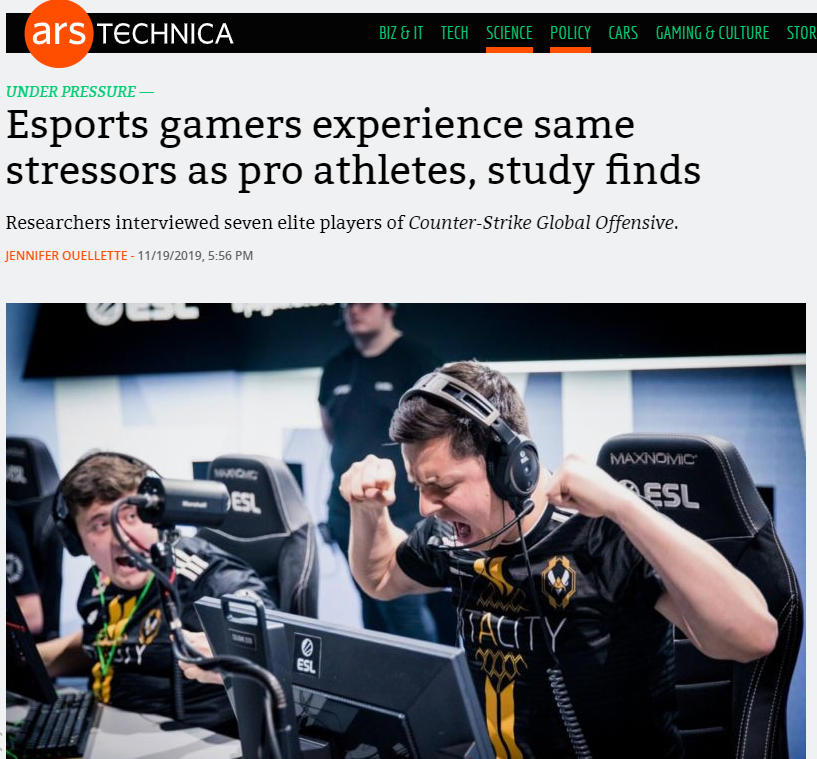 ars TECHNICA
BIZ & IT TECH SCIENCE POLICY CARS GAMING & CULTURE STOR
UNDER PRESSURE —
Esports gamers experience same
stressors as pro athletes, study finds
Researchers interviewed seven elite players of Counter-Strike Global Offensive.
JENNIFER OUELLETTE - 11/19/2019, 5:56 PM
ESL
MAXNOMIC
ESL
MAXNOMIC
ESL
Marshall
ITALITY
ESL